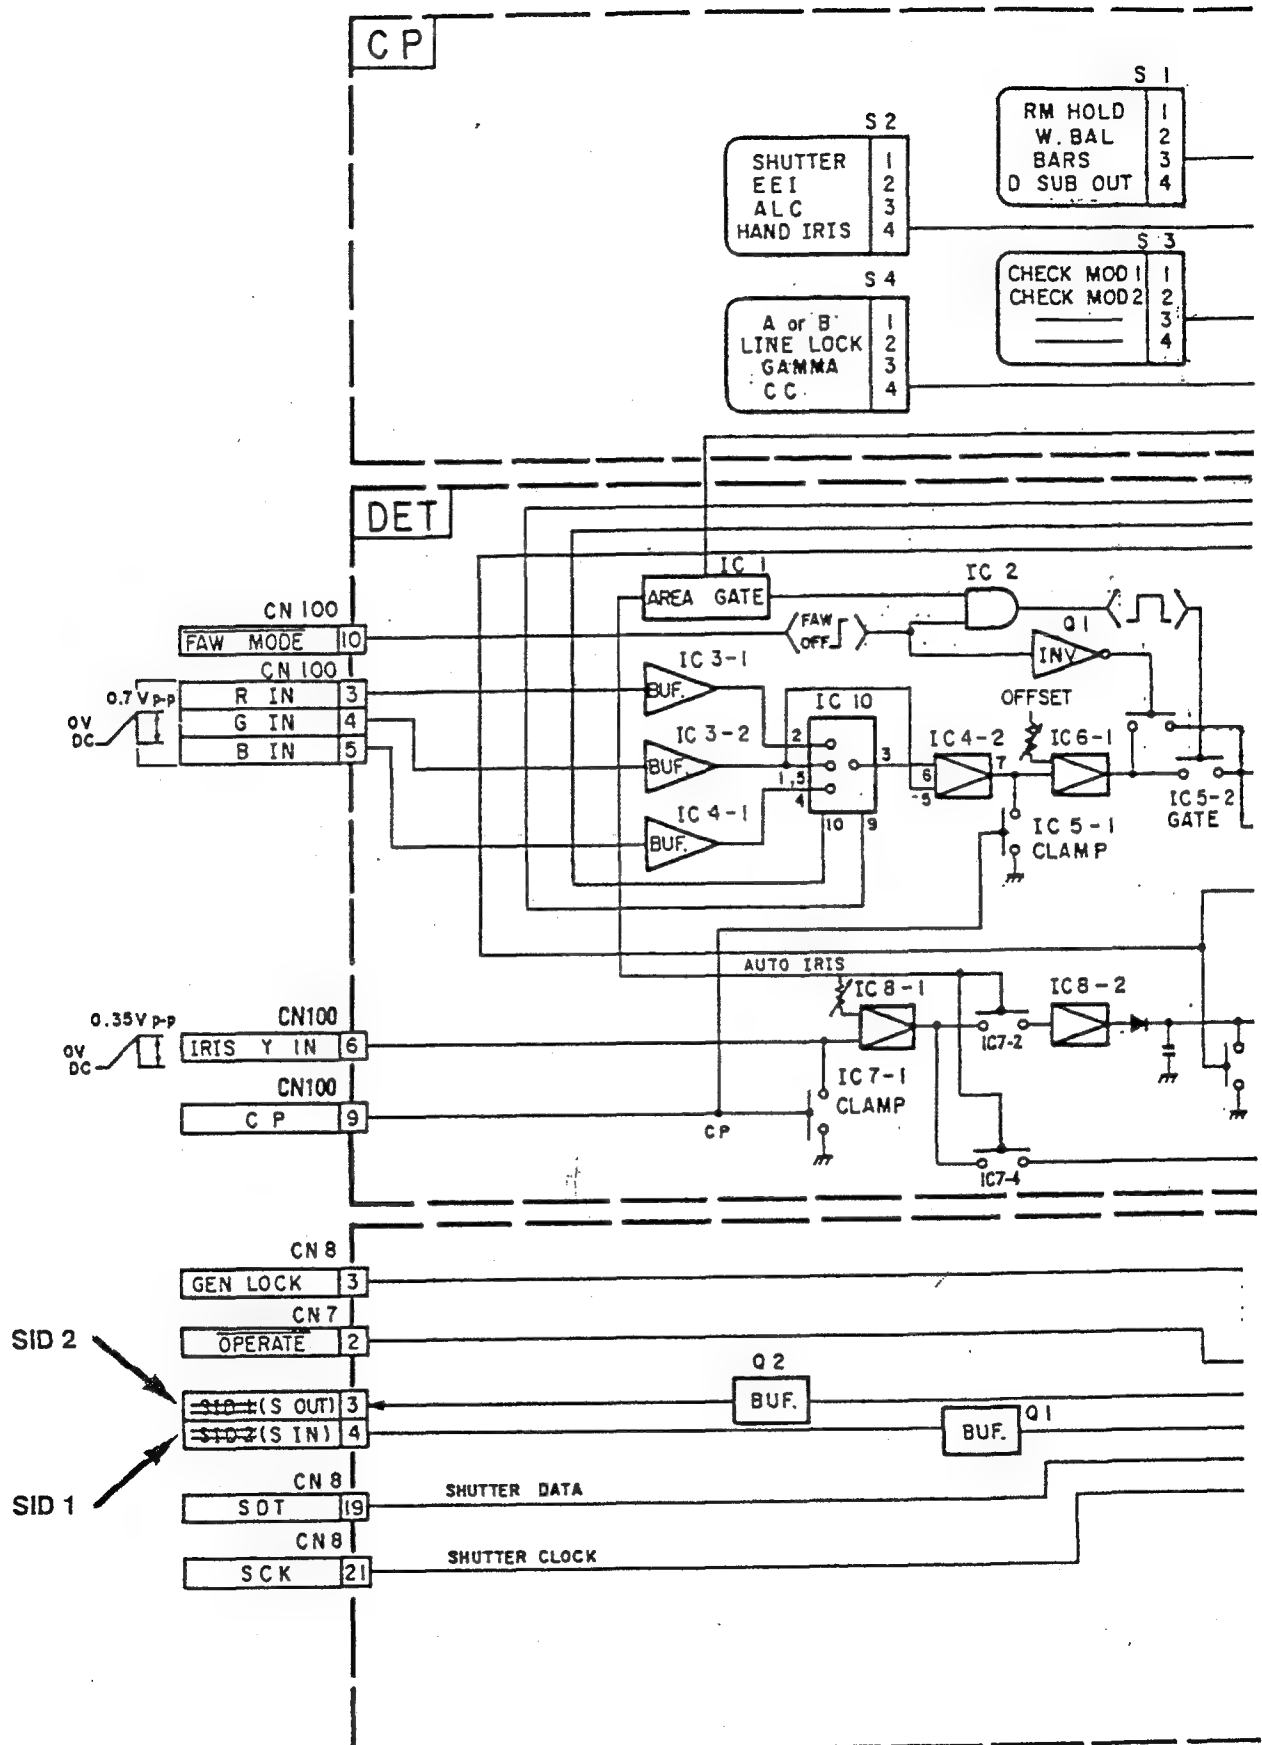 CP
S 1
RM HOLD 1
W. BAL 2
BARS 3
D SUB OUT 4
S 2
SHUTTER 1
EEI 2
ALC 3
HAND IRIS 4
S 3
CHECK MOD 1 1
CHECK MOD 2 2
3
4
S 4
A or B 1
LINE LOCK 2
GAMMA 3
CC 4
DET
IC 1
AREA GATE
IC 2
CN 100
FAW MODE 10
FAW
OFF
Q1
INV
CN 100
0.7 Vp-p
0V
DC
R IN 3
G IN 4
B IN 5
IC 3-1
BUF.
IC 3-2
BUF.
IC 4-1
BUF.
IC 10
2
1,5
4
3
10
9
OFFSET
IC 4-2
6
5
7
IC 6-1
IC 5-1
CLAMP
IC 5-2
GATE
AUTO IRIS
IC 8-1
IC 8-2
IC7-2
0.35 Vp-p
0V
DC
CN100
IRIS Y IN 6
IC 7-1
CLAMP
CN100
CP 9
CP
IC7-4
CN 8
GEN LOCK 3
CN 7
OPERATE 2
SID 2
SID 1 (S OUT) 3
SID 2 (S IN) 4
SID 1
Q2
BUF.
Q1
BUF.
CN 8
SDT 19
SHUTTER DATA
CN 8
SCK 21
SHUTTER CLOCK